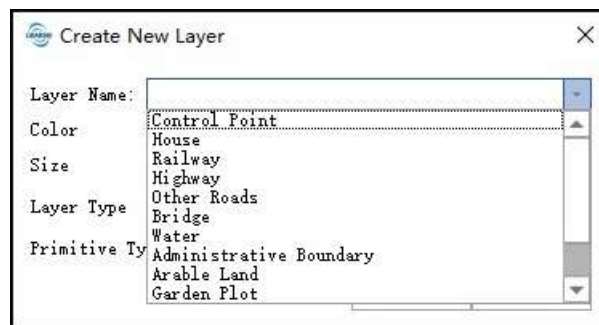 Create New Layer
Layer Name:
Control Point
Color
House
Size
Railway
Highway
Layer Type
Other Roads
Bridge
Water
Primitive Ty
Administrative Boundary
Arable Land
Garden Plot